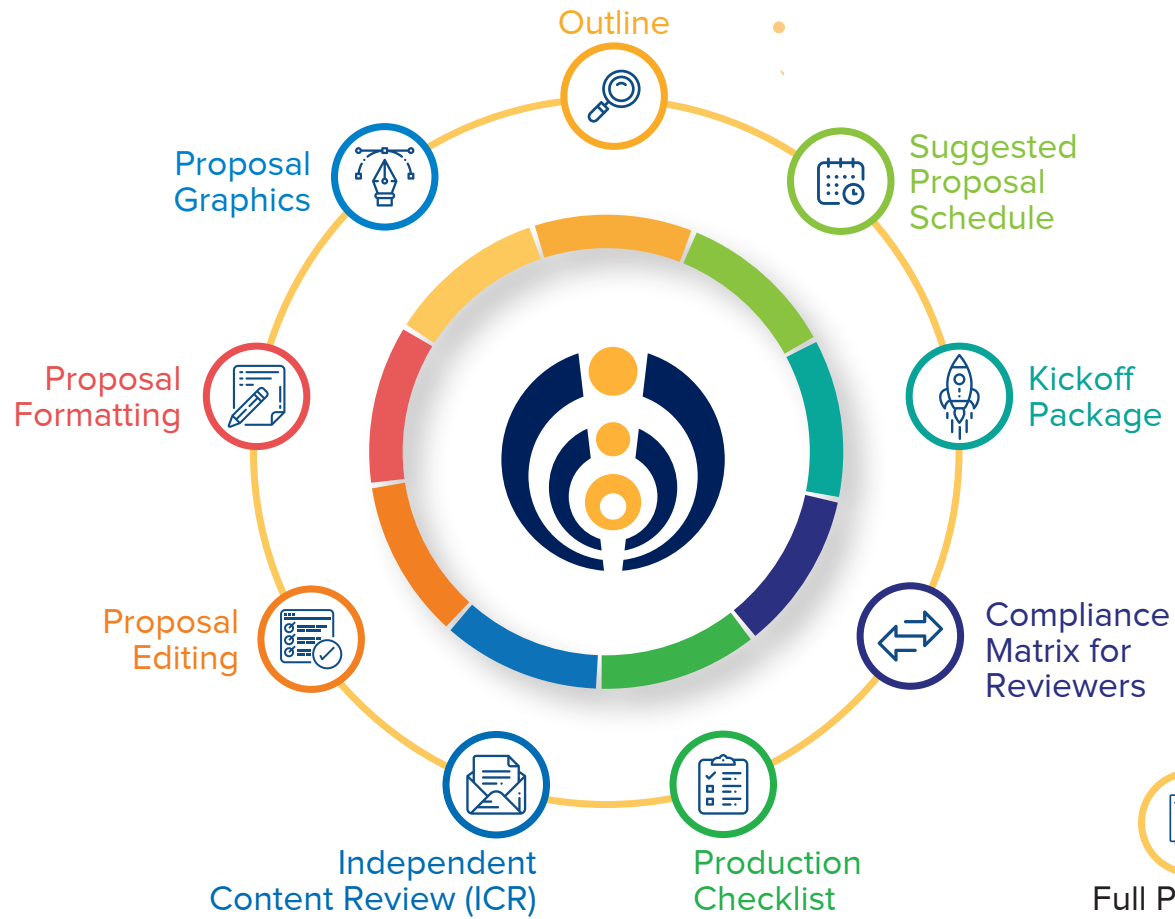 Outline
Suggested
Proposal
Schedule
Kickoff
Package
Compliance
Matrix for
Reviewers
Production
Checklist
Independent
Content Review (ICR)
Proposal
Editing
Proposal
Formatting
Proposal
Graphics
Full P